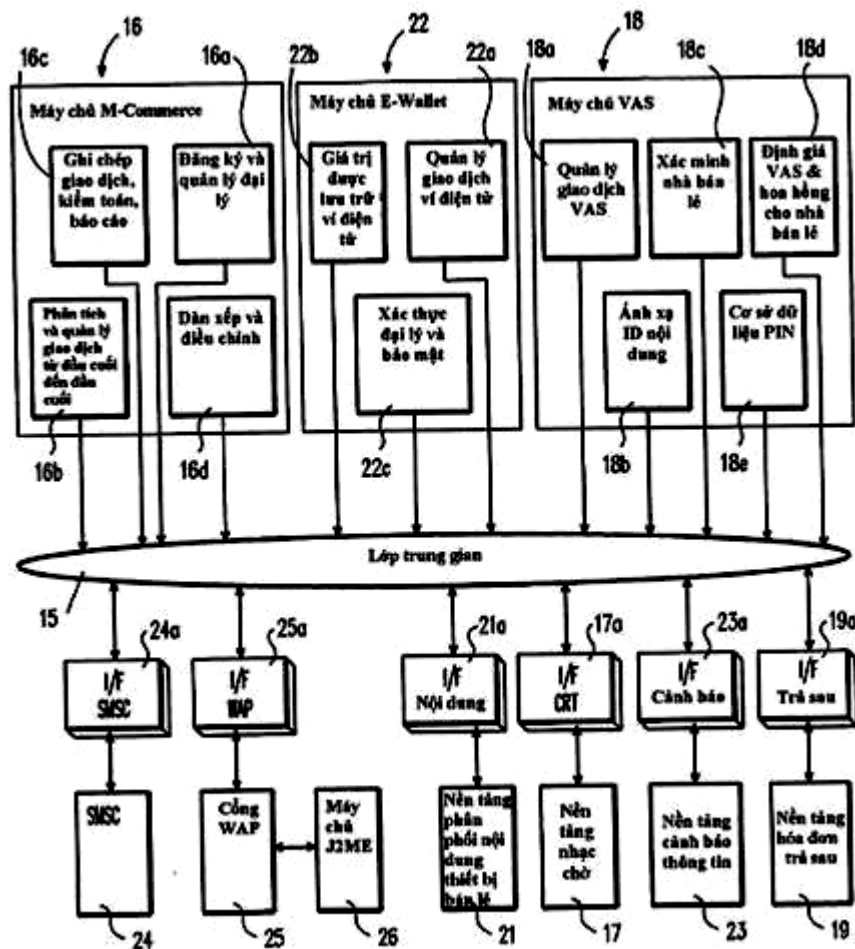 16
22
18
16c
16a
22b
22a
18a
18c
18d
Máy chủ M-Commerce
Ghi chép
giao dịch,
kiểm toán,
báo cáo
Đăng ký và
quản lý đại
lý
Phân tích
và quản lý
giao dịch
từ đầu cuối
đến đầu
cuối
Dàn xếp và
điều chỉnh
16b
16d
Máy chủ E-Wallet
Giá trị
được
lưu trữ
ví điện
tử
Quản lý
giao dịch
ví điện tử
Xác thực
đại lý và
bảo mật
22c
Máy chủ VAS
Quản lý
giao dịch
VAS
Xác minh
nhà bán
lẻ
Định giá
VAS &
hoa hồng
cho nhà
bán lẻ
Ánh xạ
ID nội
dung
Cơ sở dữ
liệu PIN
18b
18e
Lớp trung gian
15
24a
25a
21a
17a
23a
19a
I/F
SMSC
I/F
WAP
I/F
Nội dung
I/F
CRT
I/F
Cảnh báo
I/F
Trả sau
SMSC
Cổng
WAP
Máy
chủ
J2ME
Nền tảng
phân
phối nội
dung
thiết bị
bán lẻ
Nền
tảng
nhạc
chờ
Nền tảng
cảnh báo
thông tin
Nền tảng
hóa đơn
trả sau
24
25
26
21
17
23
19